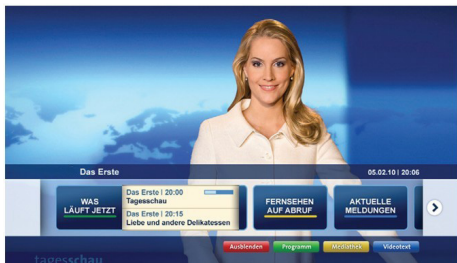 Das Erste
05.02.10 | 20:06
WAS
LÄUFT JETZT
Das Erste | 20:00
Tagesschau
Das Erste | 20:15
Liebe und andere Delikatessen
FERNSEHEN
AUF ABRUF
AKTUELLE
MELDUNGEN
Ausblenden
Programm
Mediathek
Videotext
tagesschau